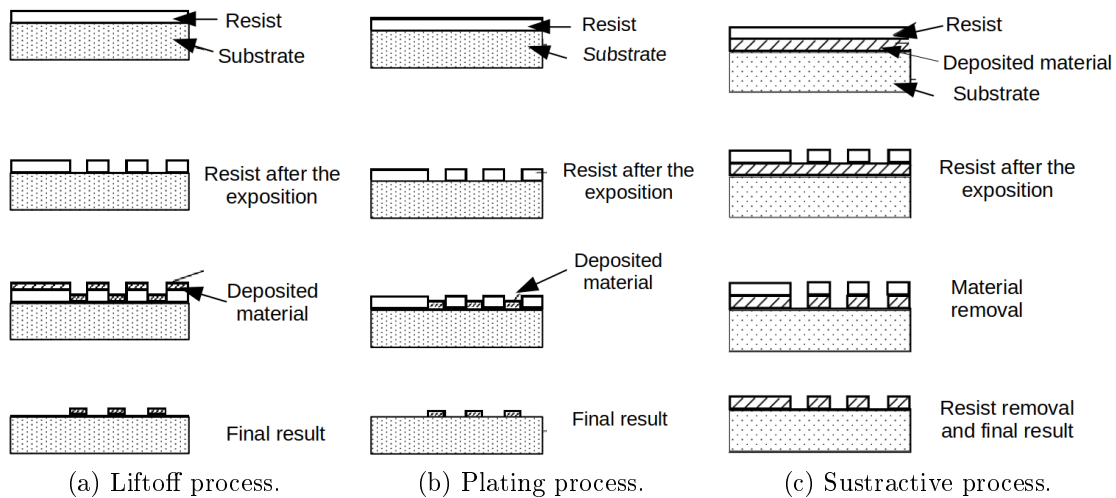 Resist
Substrate
Resist after the
exposition
Deposited
material
Final result
(a) Liftoff process.
Resist
Substrate
Resist after the
exposition
Deposited
material
Final result
(b) Plating process.
Resist
Deposited material
Substrate
Resist after the
exposition
Material
removal
Resist removal
and final result
(c) Sustractive process.